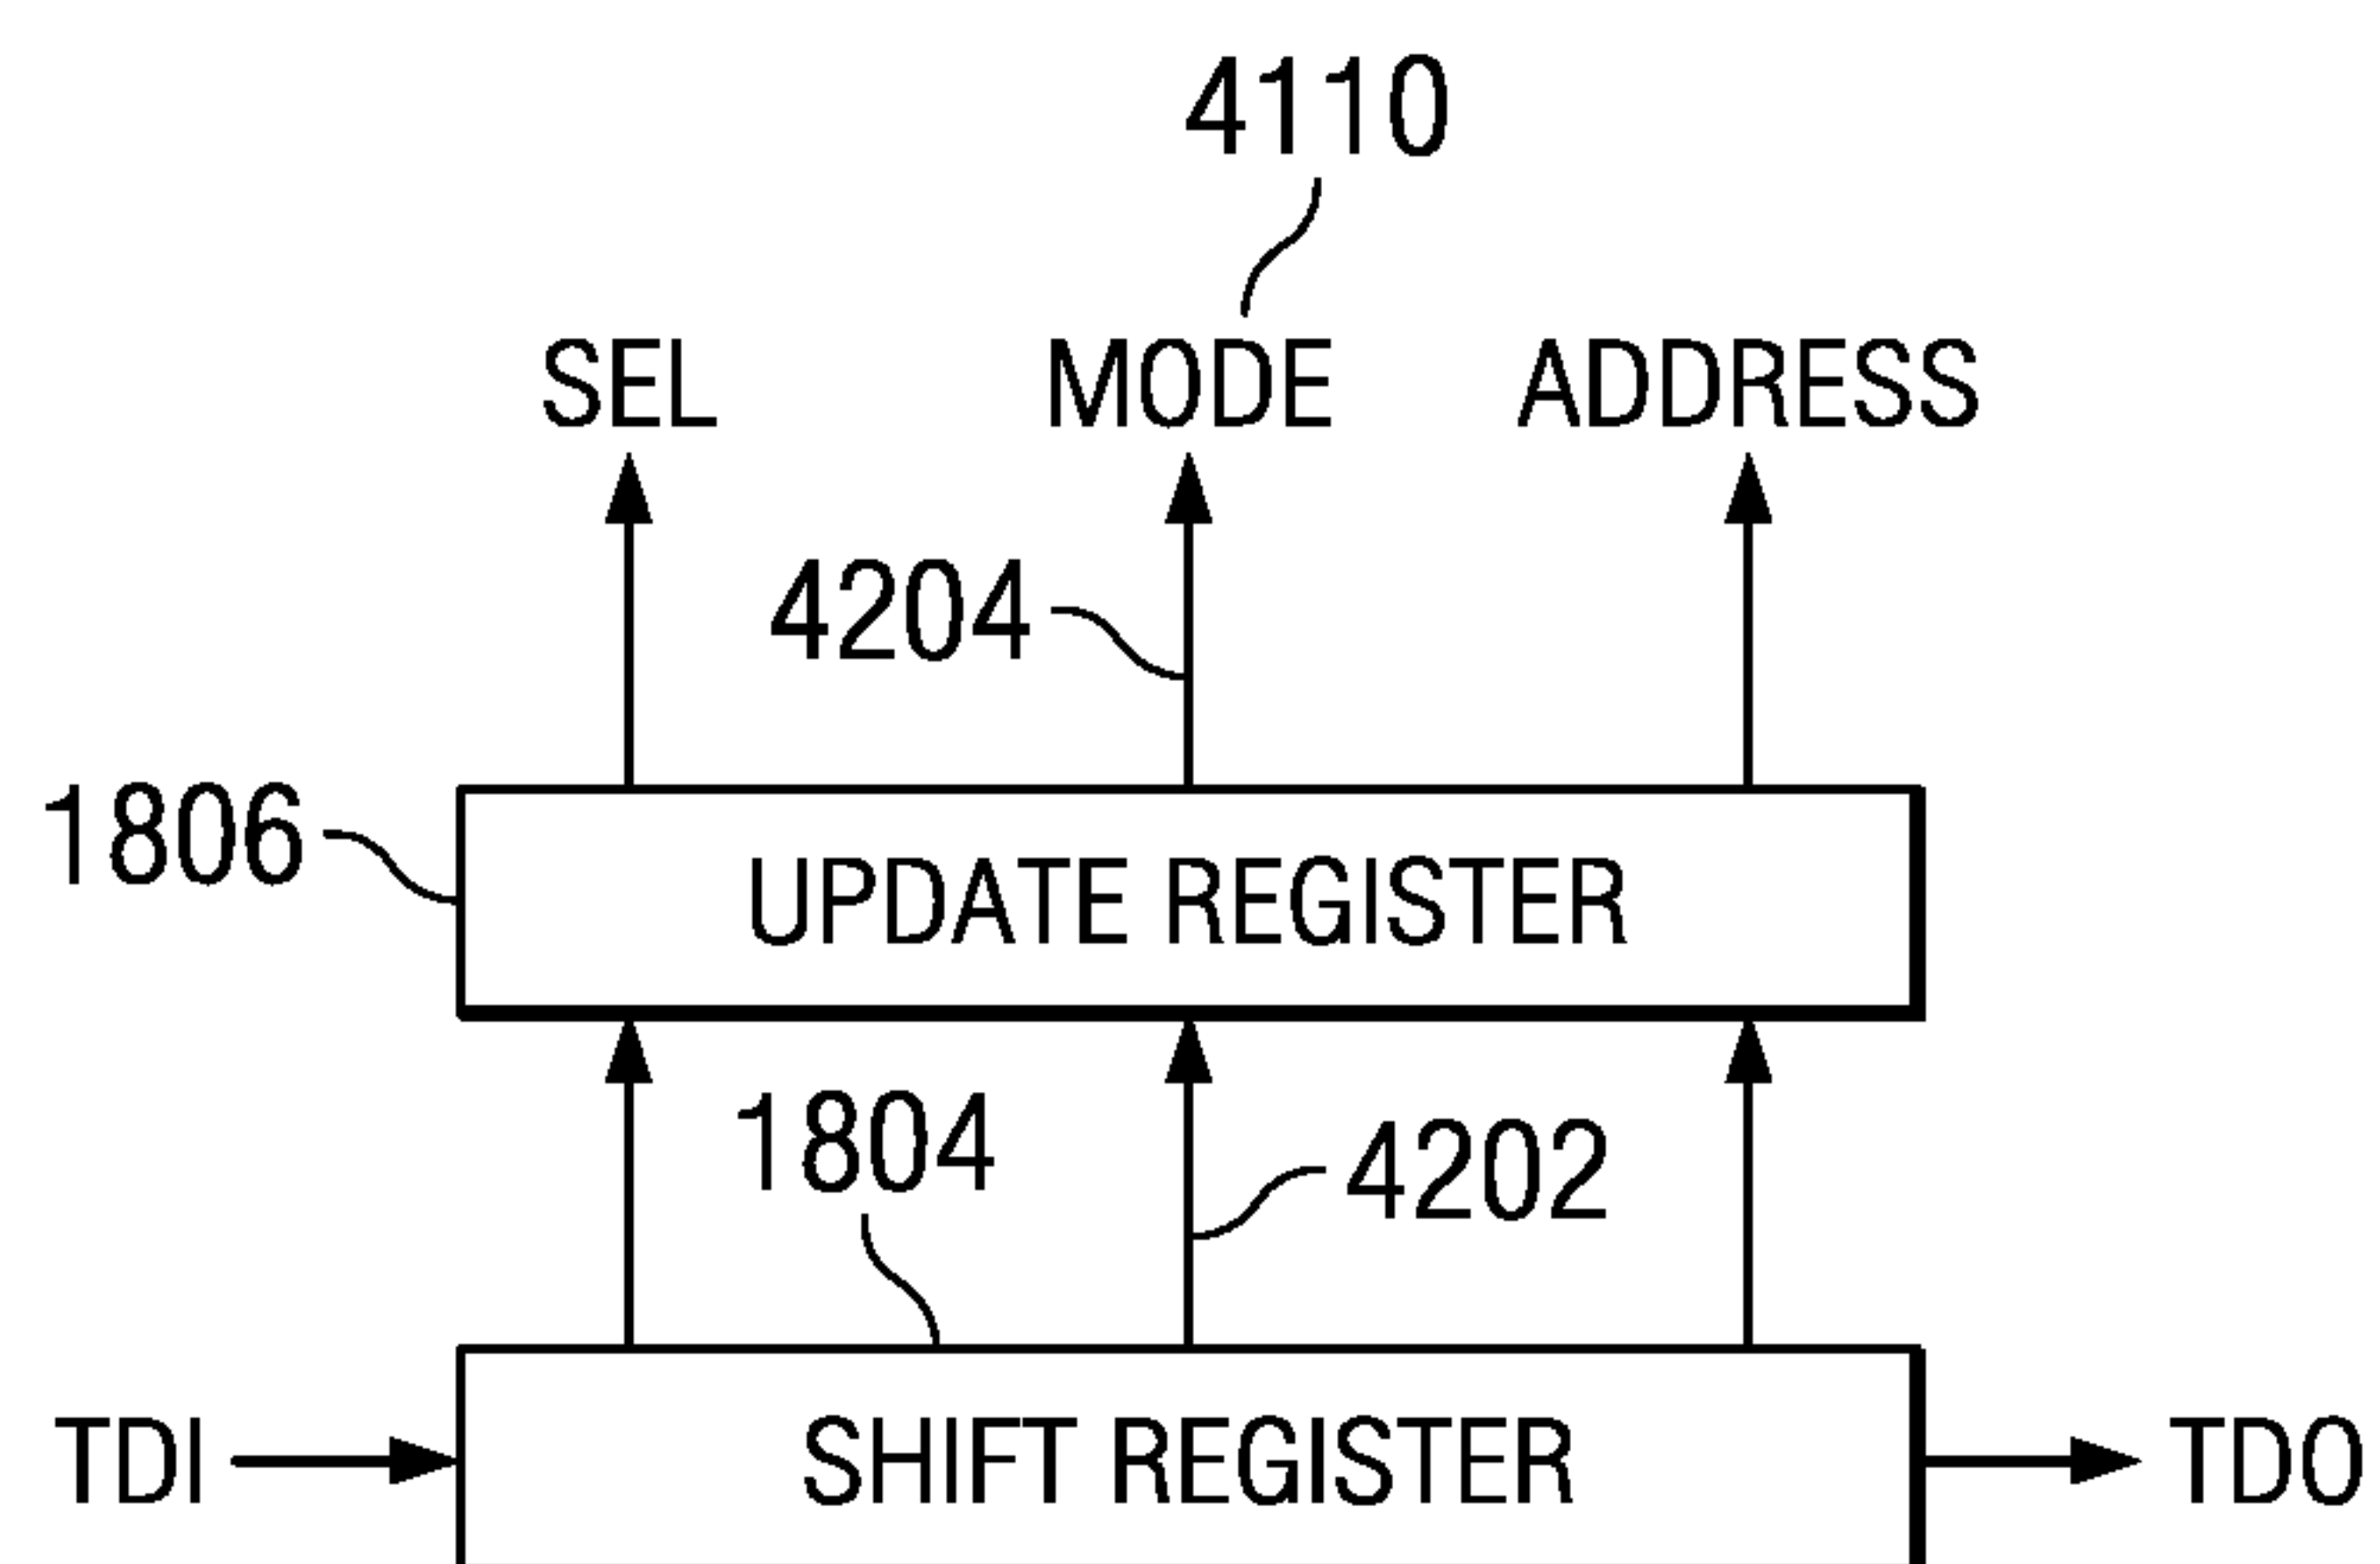 4110
SEL MODE ADDRESS
4204
1806
UPDATE REGISTER
1804
4202
TDI SHIFT REGISTER TDO